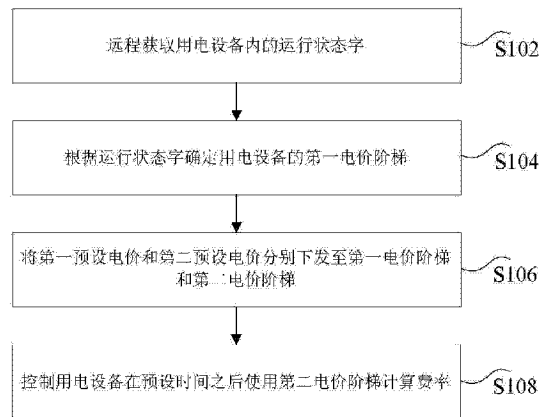 远程获取用电设备内的运行状态字
S102
根据运行状态字确定用电设备的第一电价阶梯
S104
将第一预设电价和第二预设电价分别下发至第一电价阶梯
和第二电价阶梯
S106
控制用电设备在预设时间之后使用第二电价阶梯计算费率
S108